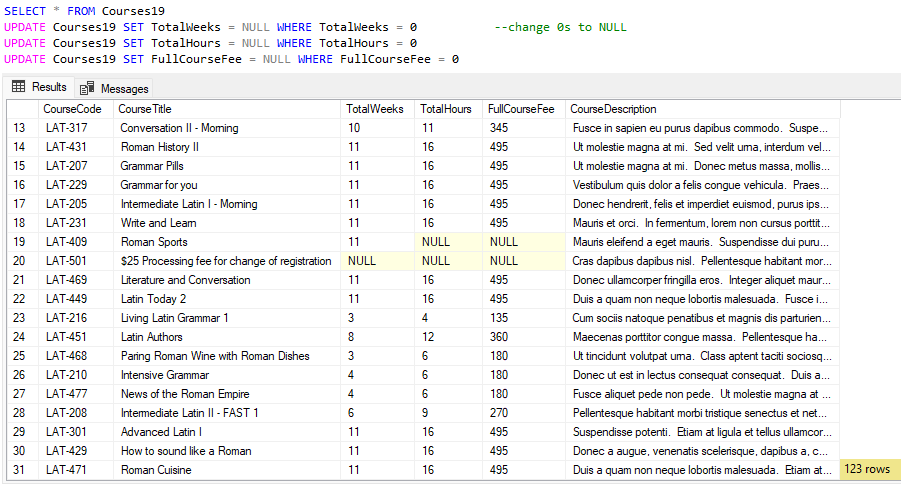 SELECT * FROM Courses19
UPDATE Courses19 SET TotalWeeks = NULL WHERE TotalWeeks = 0 --change 0s to NULL
UPDATE Courses19 SET TotalHours = NULL WHERE TotalHours = 0
UPDATE Courses19 SET FullCourseFee = NULL WHERE FullCourseFee = 0
Results Messages
CourseCode CourseTitle TotalWeeks TotalHours FullCourseFee CourseDescription
13 LAT-317 Conversation II - Morning 10 11 345 Fusce in sapien eu purus dapibus commodo. Suspe...
14 LAT-431 Roman History II 11 16 495 Ut molestie magna at mi. Sed velit urna, interdum vel...
15 LAT-207 Grammar Pills 11 16 495 Ut molestie magna at mi. Donec metus massa, mollis...
16 LAT-229 Grammar for you 11 16 495 Vestibulum quis dolor a felis congue vehicula. Praes...
17 LAT-205 Intermediate Latin I - Morning 11 16 495 Donec hendrerit, felis et imperdiet euismod, purus ips...
18 LAT-231 Write and Learn 11 16 495 Mauris et orci. In fermentum, lorem non cursus porttit...
19 LAT-409 Roman Sports 11 NULL NULL Mauris eleifend a eget mauris. Suspendisse dui puru...
20 LAT-501 $25 Processing fee for change of registration NULL NULL NULL Cras dapibus dapibus nisl. Pellentesque habitant mor...
21 LAT-469 Literature and Conversation 11 16 495 Donec ullamcorper fringilla eros. Integer aliquet maur...
22 LAT-449 Latin Today 2 11 16 495 Duis a quam non neque lobortis malesuada. Fusce i...
23 LAT-216 Living Latin Grammar 1 3 4 135 Cum sociis natoque penatibus et magnis dis parturien...
24 LAT-451 Latin Authors 8 12 360 Maecenas porttitor congue massa. Pellentesque ha...
25 LAT-468 Paring Roman Wine with Roman Dishes 3 6 180 Ut tincidunt volutpat urna. Class aptent taciti sociosq...
26 LAT-210 Intensive Grammar 4 6 180 Donec ut est in lectus consequat consequat. Duis a...
27 LAT-477 News of the Roman Empire 4 6 180 Fusce aliquet pede non pede. Ut molestie magna at ...
28 LAT-208 Intermediate Latin II - FAST 1 6 9 270 Pellentesque habitant morbi tristique senectus et net...
29 LAT-301 Advanced Latin I 11 16 495 Suspendisse potenti. Etiam at ligula et tellus ullamcor...
30 LAT-429 How to sound like a Roman 11 16 495 Donec a augue, venenatis scelerisque, dapibus a, c...
31 LAT-471 Roman Cuisine 11 16 495 Duis a quam non neque lobortis malesuada. Etiam at... 123 rows